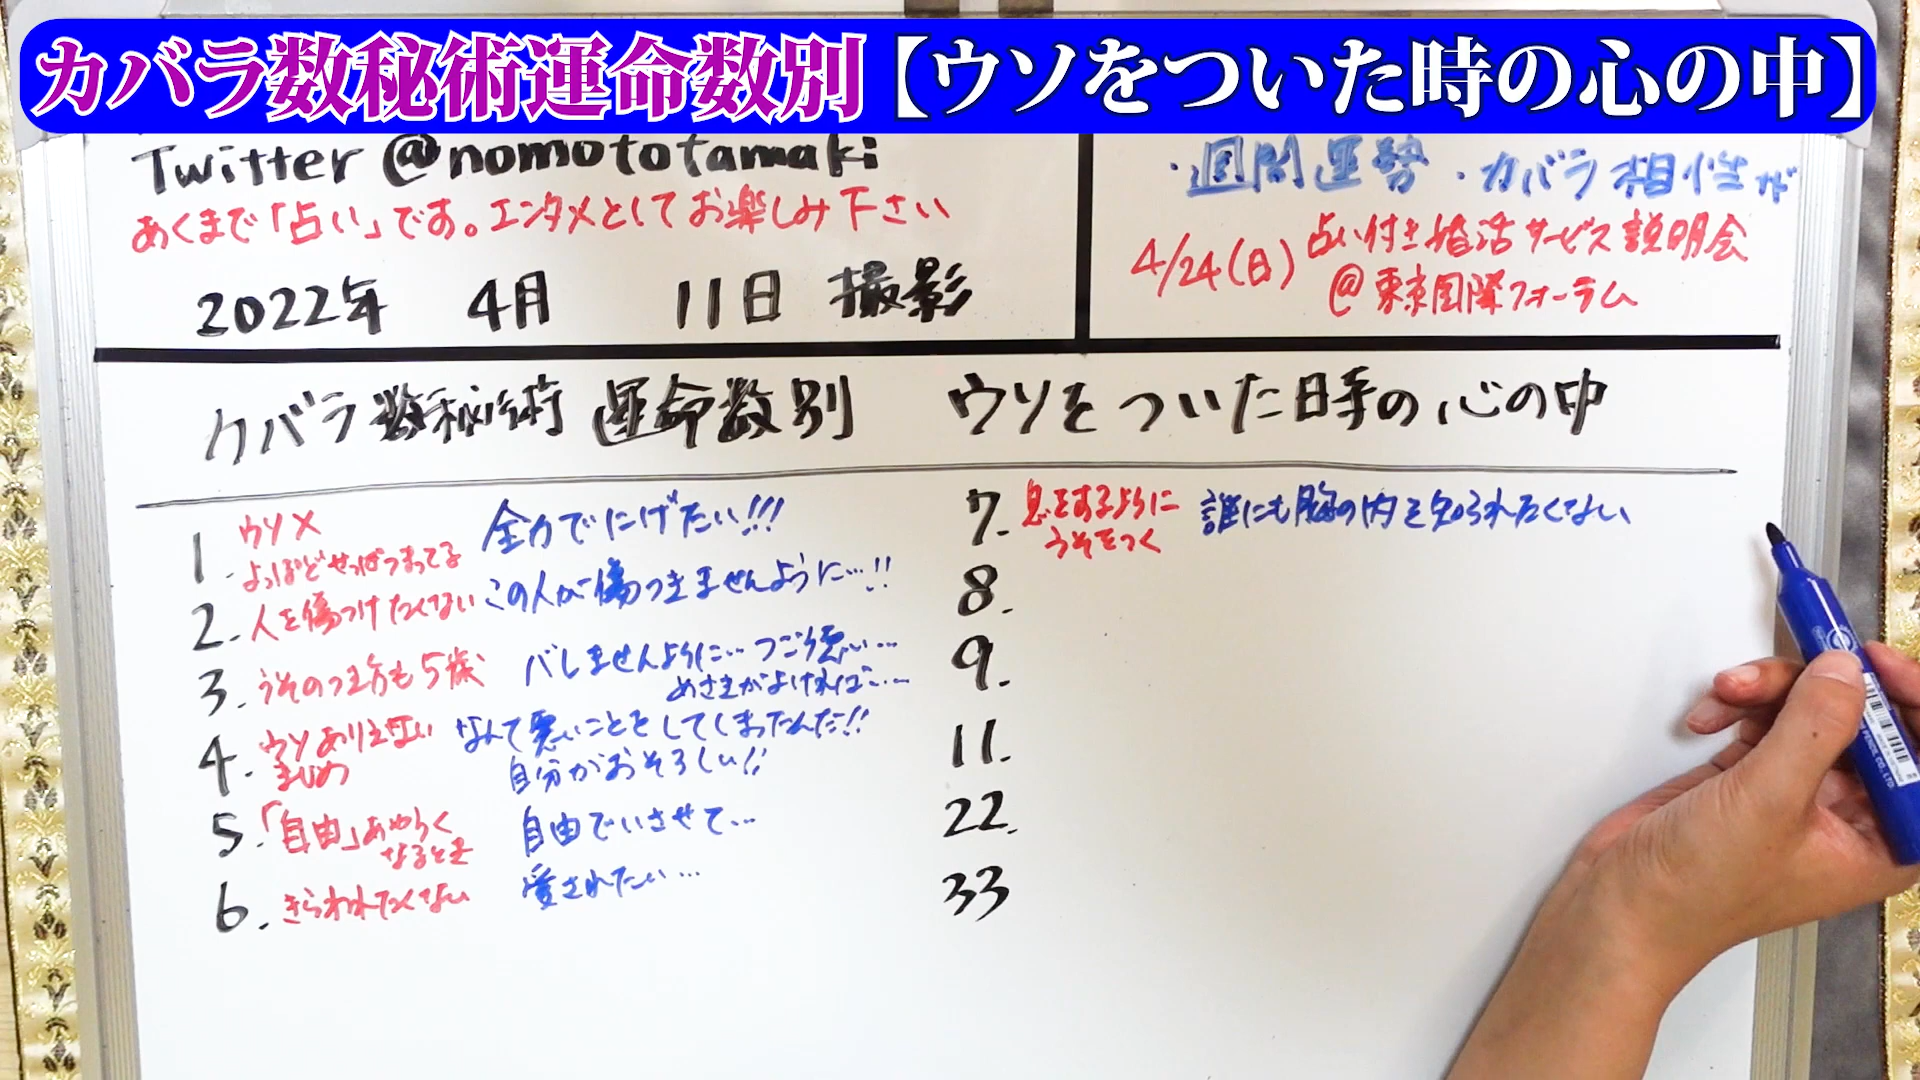 カバラ数秘術運命数別【ウソをついた時の心の中】
Twitter @nomototamaki
あくまで「占い」です。エンタメとしてお楽しみ下さい
2022年 4月 11日 撮影
・週間運勢 ・カバラ相性が
4/24(日) 占い付き婚活サービス説明会
@東京国際フォーラム
カバラ数秘術 運命数別 ウソをついた時の心の中
1. ウソ× 全力でにげたい!!!
よっぽどせっぱつまってる
2. 人を傷つけたくない この人が傷つきませんように…!!
3. うそのつき方も5歳 バレませんように…つごう悪い…
めさまがよければ…
4. ウソありえない なんて悪いことをしてしまったんだ!!
まじめ 自分がおそろしい!!
5. 「自由」あやうく 自由でいさせて…
なるとき
6. きらわれたくない 愛されたい…
7. 息をするように 誰にも胸の内を知られたくない
うそをつく
8.
9.
11.
22.
33